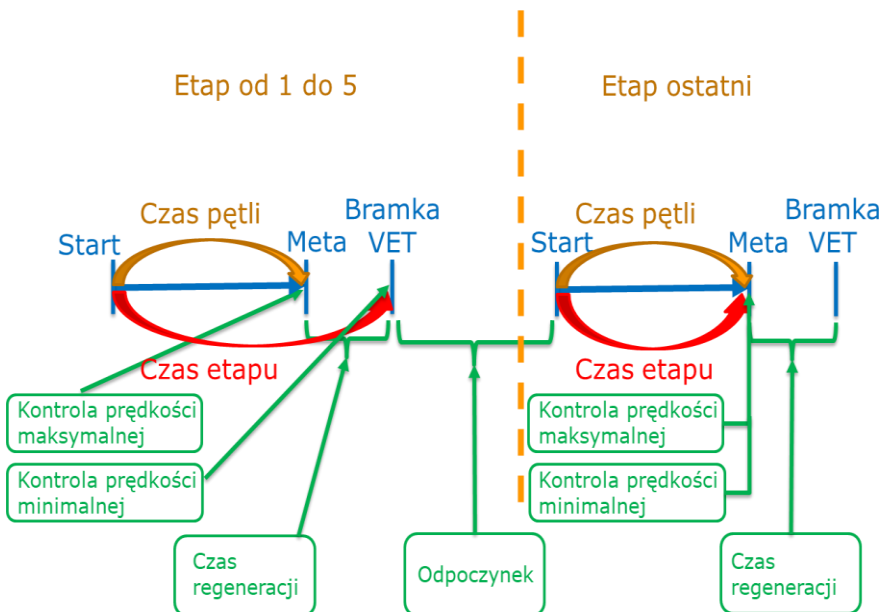 Etap od 1 do 5
Etap ostatni
Start
Czas pętli
Meta
Bramka
VET
Czas etapu
Start
Czas pętli
Meta
Bramka
VET
Czas etapu
Kontrola prędkości
maksymalnej
Kontrola prędkości
minimalnej
Kontrola prędkości
maksymalnej
Kontrola prędkości
minimalnej
Czas
regeneracji
Odpoczynek
Czas
regeneracji